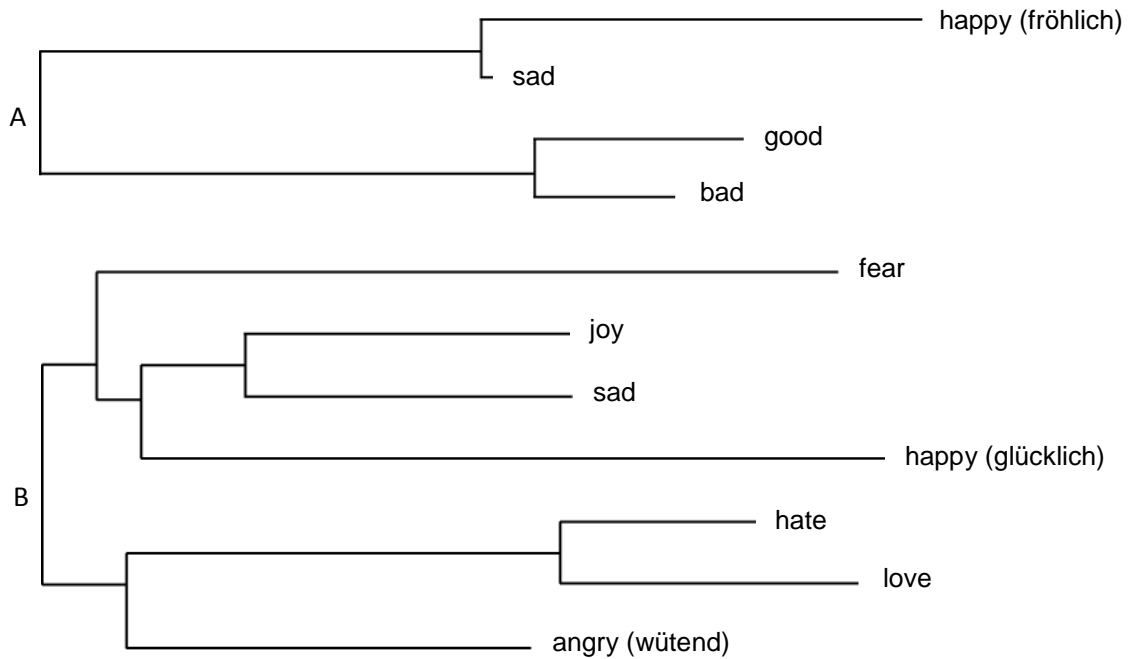 happy (fröhlich)
sad
A
good
bad
fear
joy
sad
happy (glücklich)
B
hate
love
angry (wütend)